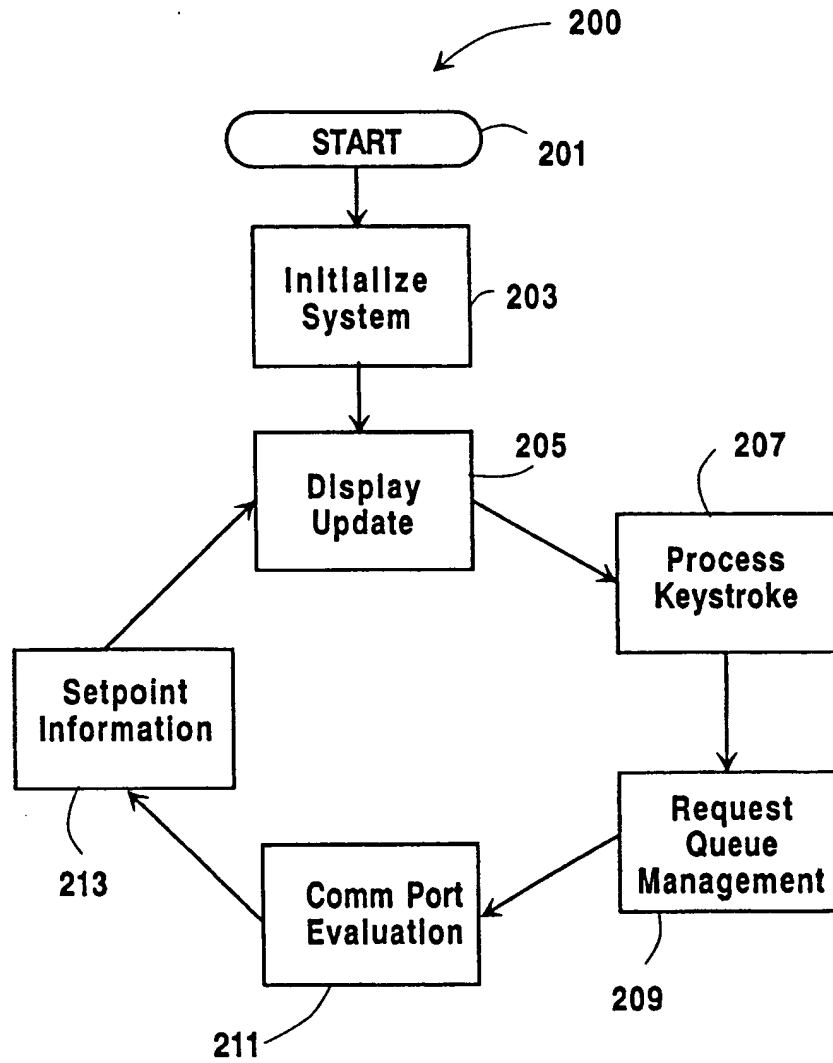 200
START
201
Initialize
System
203
Display
Update
205
207
Process
Keystroke
Setpoint
Information
213
Request
Queue
Management
209
Comm Port
Evaluation
211